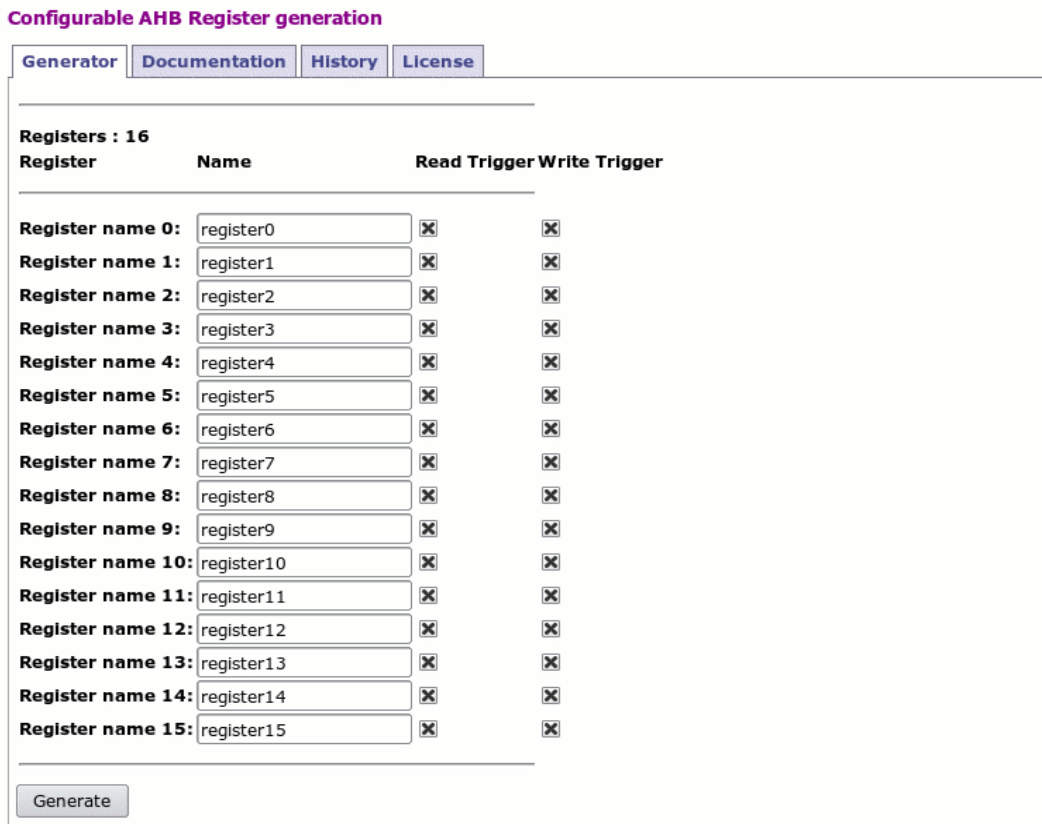 Configurable AHB Register generation
Generator Documentation History License
Registers : 16
Register Name Read Trigger Write Trigger
Register name 0: register0
Register name 1: register1
Register name 2: register2
Register name 3: register3
Register name 4: register4
Register name 5: register5
Register name 6: register6
Register name 7: register7
Register name 8: register8
Register name 9: register9
Register name 10: register10
Register name 11: register11
Register name 12: register12
Register name 13: register13
Register name 14: register14
Register name 15: register15
Generate